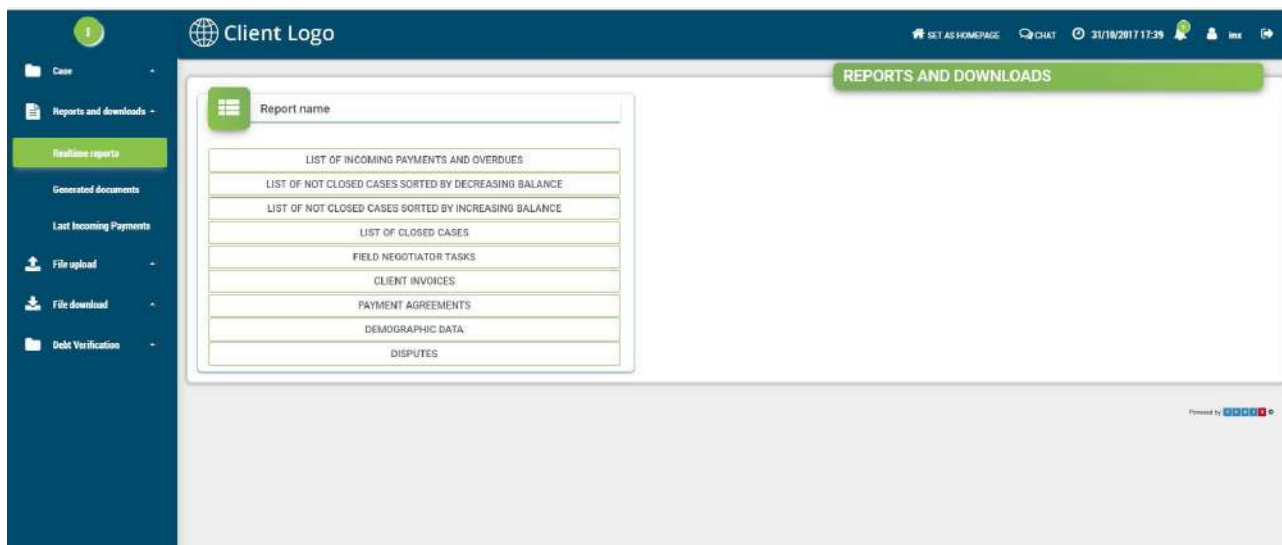 Client Logo
SET AS HOMEPAGE CHAT 31/10/2017 17:39 imx
Case
Reports and downloads
Realtime reports
Generated documents
Last Incoming Payments
File upload
File download
Debt Verification
REPORTS AND DOWNLOADS
Report name
LIST OF INCOMING PAYMENTS AND OVERDUES
LIST OF NOT CLOSED CASES SORTED BY DECREASING BALANCE
LIST OF NOT CLOSED CASES SORTED BY INCREASING BALANCE
LIST OF CLOSED CASES
FIELD NEGOTIATOR TASKS
CLIENT INVOICES
PAYMENT AGREEMENTS
DEMOGRAPHIC DATA
DISPUTES
Powered by